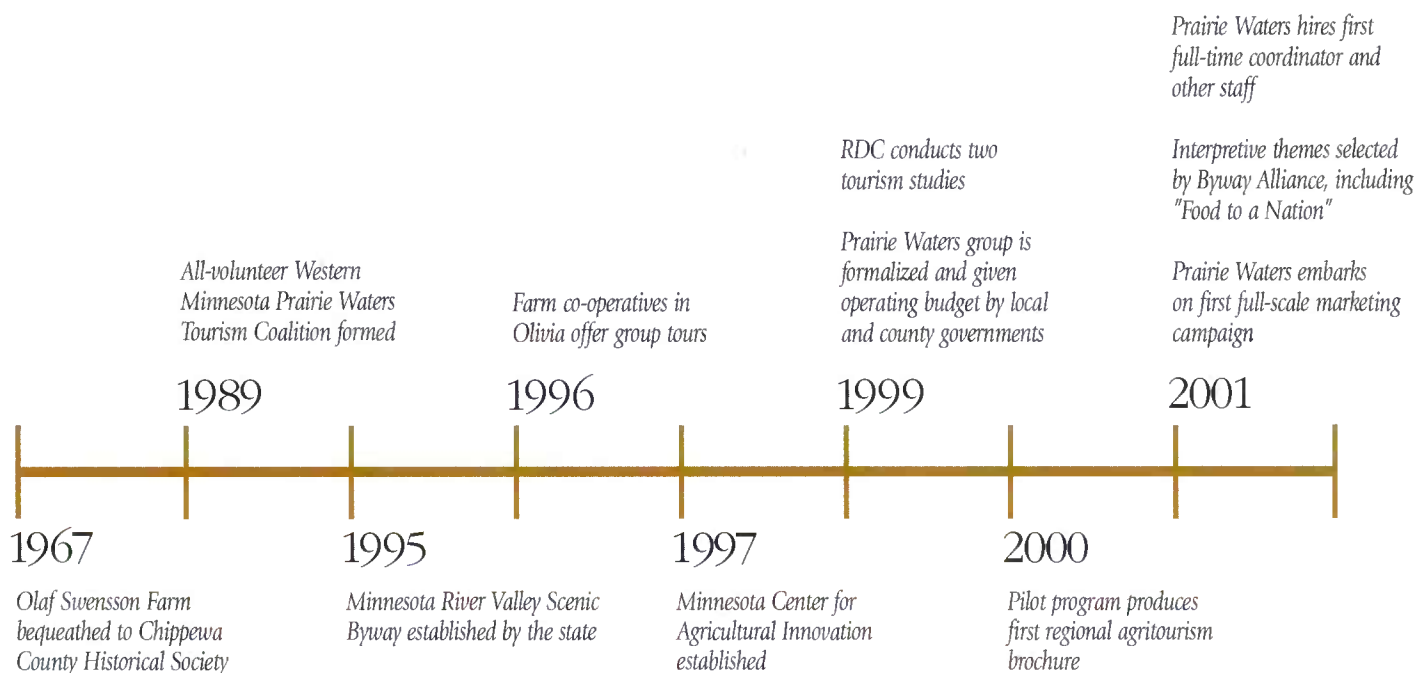 Prairie Waters hires first
full-time coordinator and
other staff
RDC conducts two
tourism studies
Interpretive themes selected
by Byway Alliance, including
"Food to a Nation"
Prairie Waters group is
formalized and given
operating budget by local
and county governments
All-volunteer Western
Minnesota Prairie Waters
Tourism Coalition formed
Farm co-operatives in
Olivia offer group tours
Prairie Waters embarks
on first full-scale marketing
campaign
1989
1996
1999
2001
1967
1995
1997
2000
Olaf Swensson Farm
bequeathed to Chippewa
County Historical Society
Minnesota River Valley Scenic
Byway established by the state
Minnesota Center for
Agricultural Innovation
established
Pilot program produces
first regional agritourism
brochure